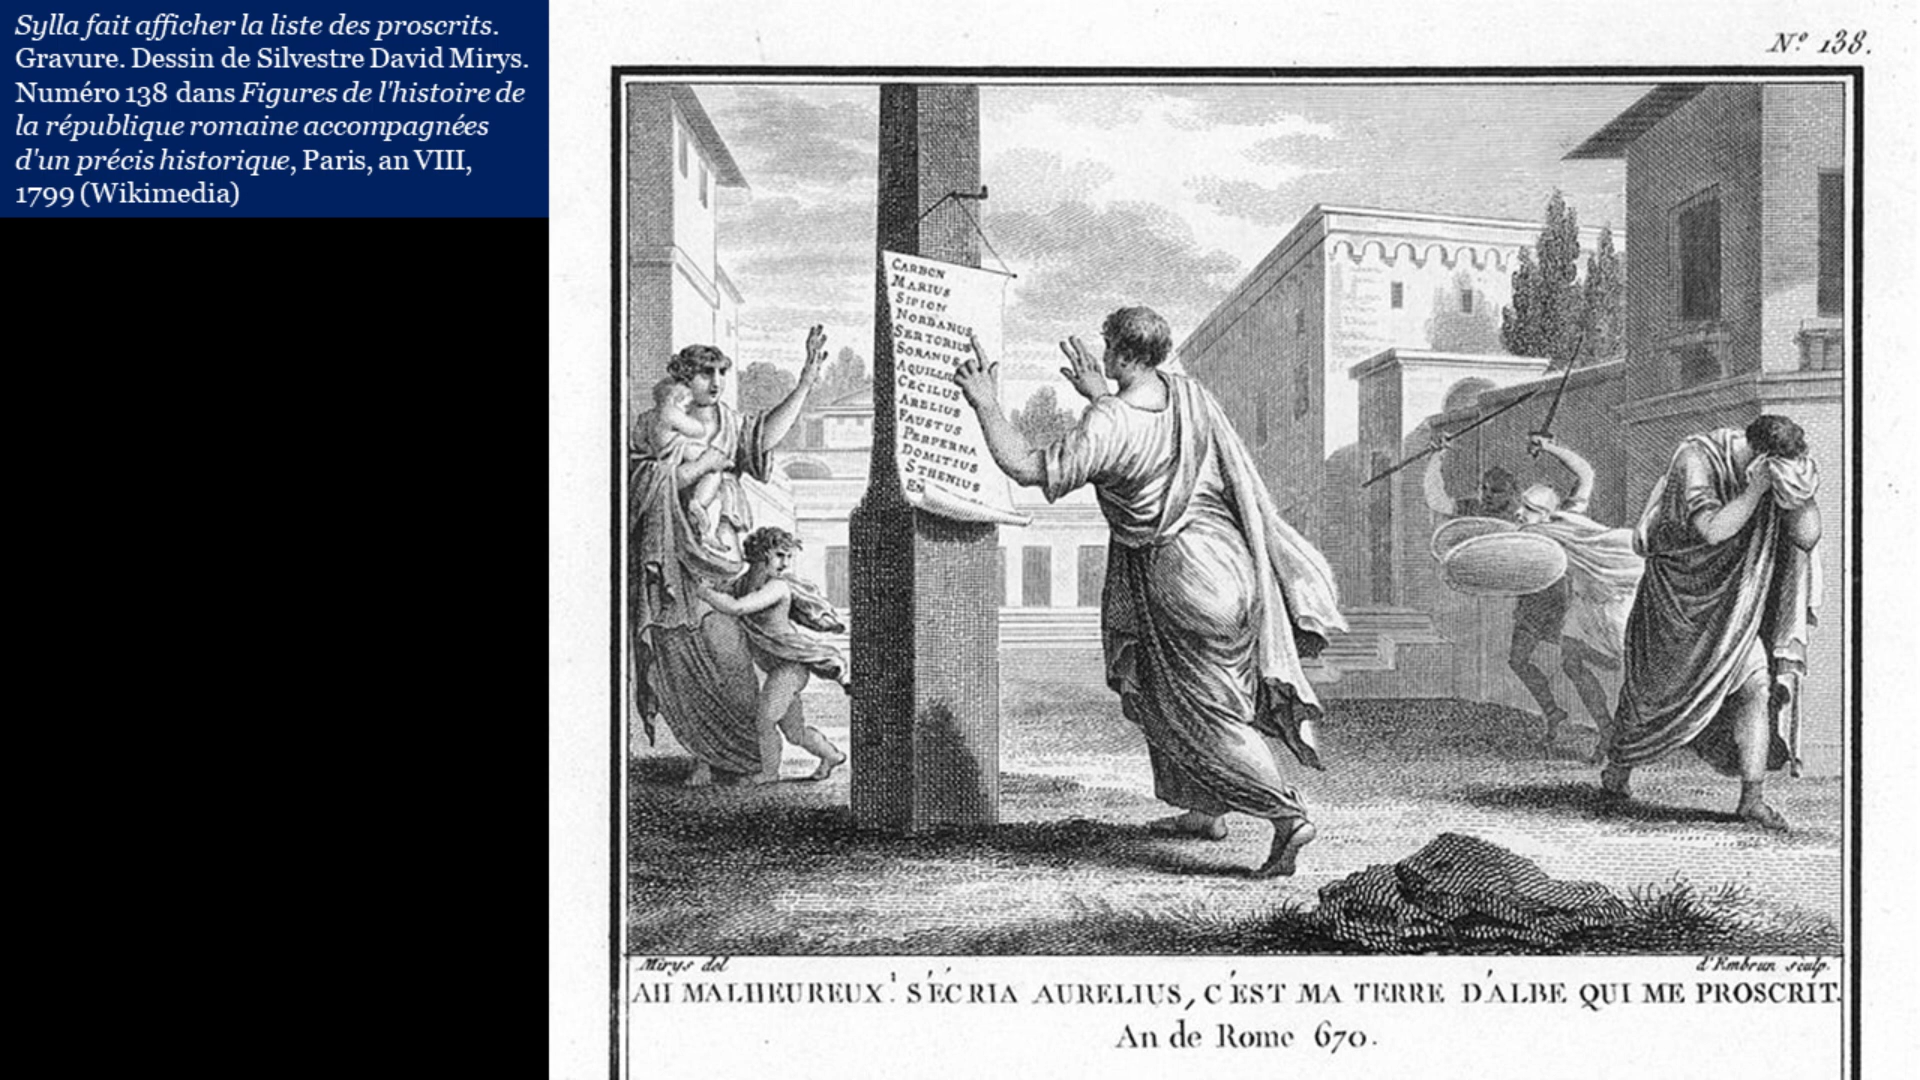 Sylla fait afficher la liste des proscrits.
Gravure. Dessin de Silvestre David Mirys.
Numéro 138 dans Figures de l'histoire de
la république romaine accompagnées
d'un précis historique, Paris, an VIII,
1799 (Wikimedia)
N° 138.
CARBON
MARIUS
SIPION
NORBANUS
SERTORIUS
SORANUS
CECILUS
ARELIUS
FAUSTUS
PERPERNA
DOMITIUS
STHENIUS
Mirys del
d'Embrun sculp.
AH MALHEUREUX! S'ÉCRIA AURELIUS, C'EST MA TERRE D'ALBE QUI ME PROSCRIT.
An de Rome 670.